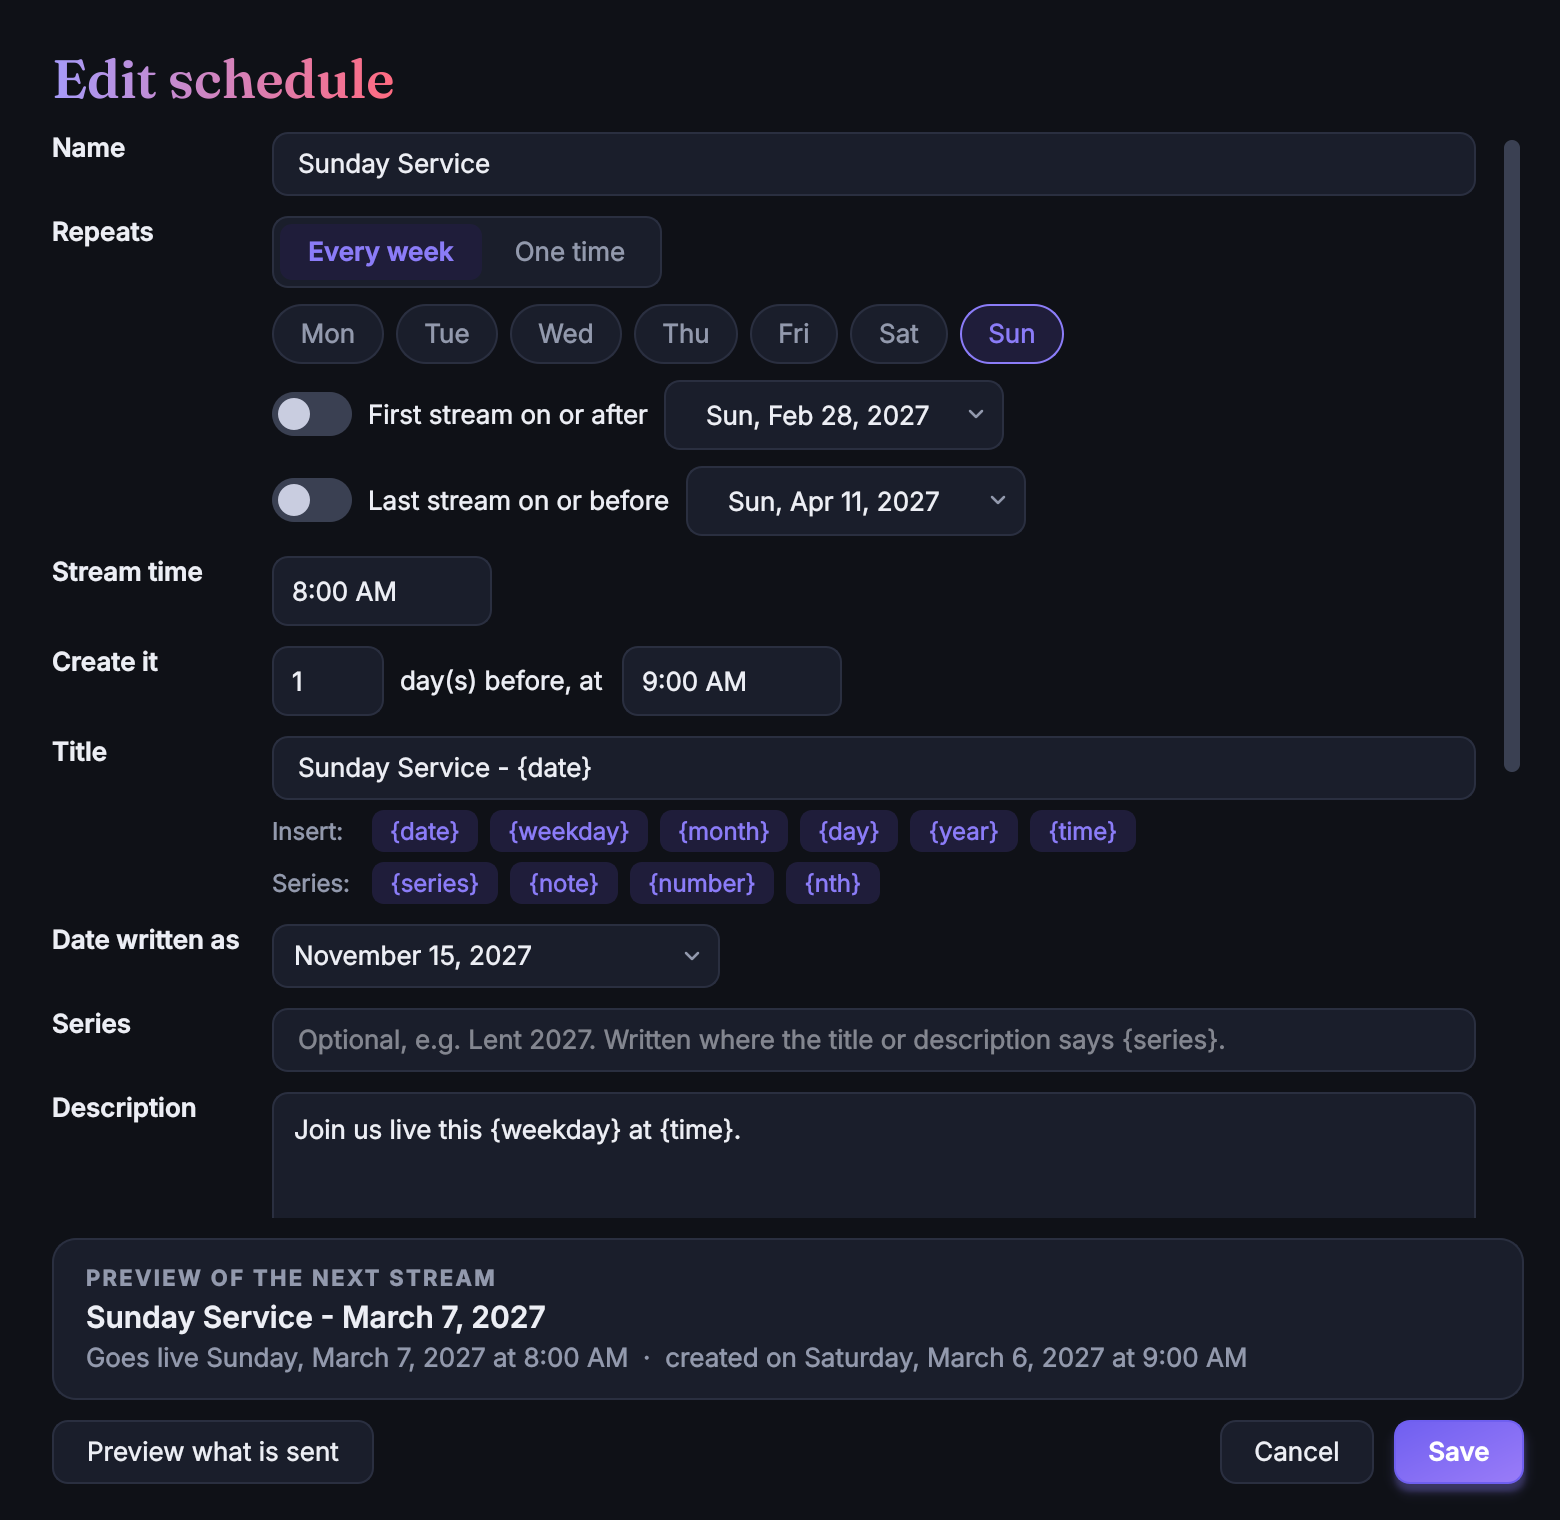 Edit schedule
Name
Sunday Service
Repeats
Every week One time
Mon Tue Wed Thu Fri Sat Sun
First stream on or after Sun, Feb 28, 2027
Last stream on or before Sun, Apr 11, 2027
Stream time
8:00 AM
Create it
1 day(s) before, at 9:00 AM
Title
Sunday Service - {date}
Insert: {date} {weekday} {month} {day} {year} {time}
Series: {series} {note} {number} {nth}
Date written as
November 15, 2027
Series
Optional, e.g. Lent 2027. Written where the title or description says {series}.
Description
Join us live this {weekday} at {time}.
PREVIEW OF THE NEXT STREAM
Sunday Service - March 7, 2027
Goes live Sunday, March 7, 2027 at 8:00 AM · created on Saturday, March 6, 2027 at 9:00 AM
Preview what is sent Cancel Save